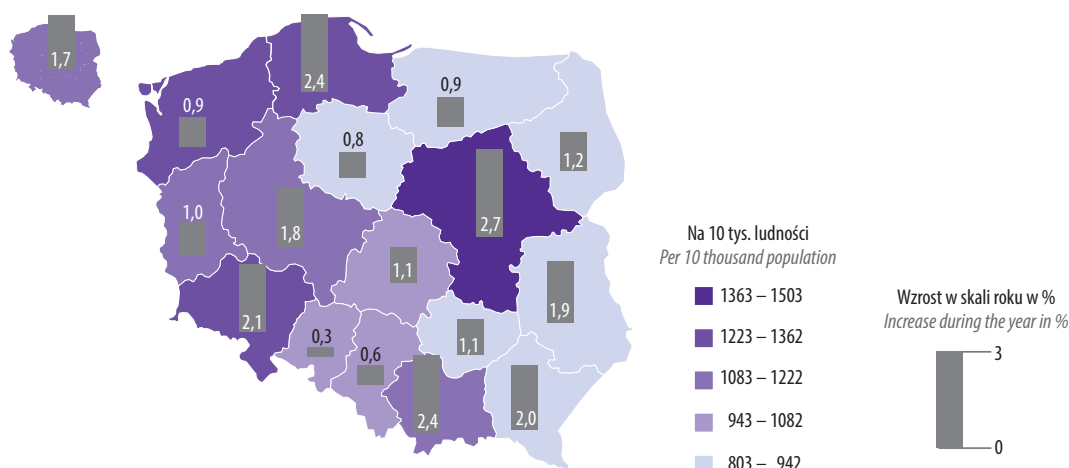 1,7
2,4
0,9
0,9
0,8
1,2
1,0
1,8
2,7
1,1
2,1
1,9
0,3
0,6
1,1
2,4
2,0
Na 10 tys. ludności
Per 10 thousand population
1363 – 1503
1223 – 1362
1083 – 1222
943 – 1082
803 – 942
Wzrost w skali roku w %
Increase during the year in %
3
0